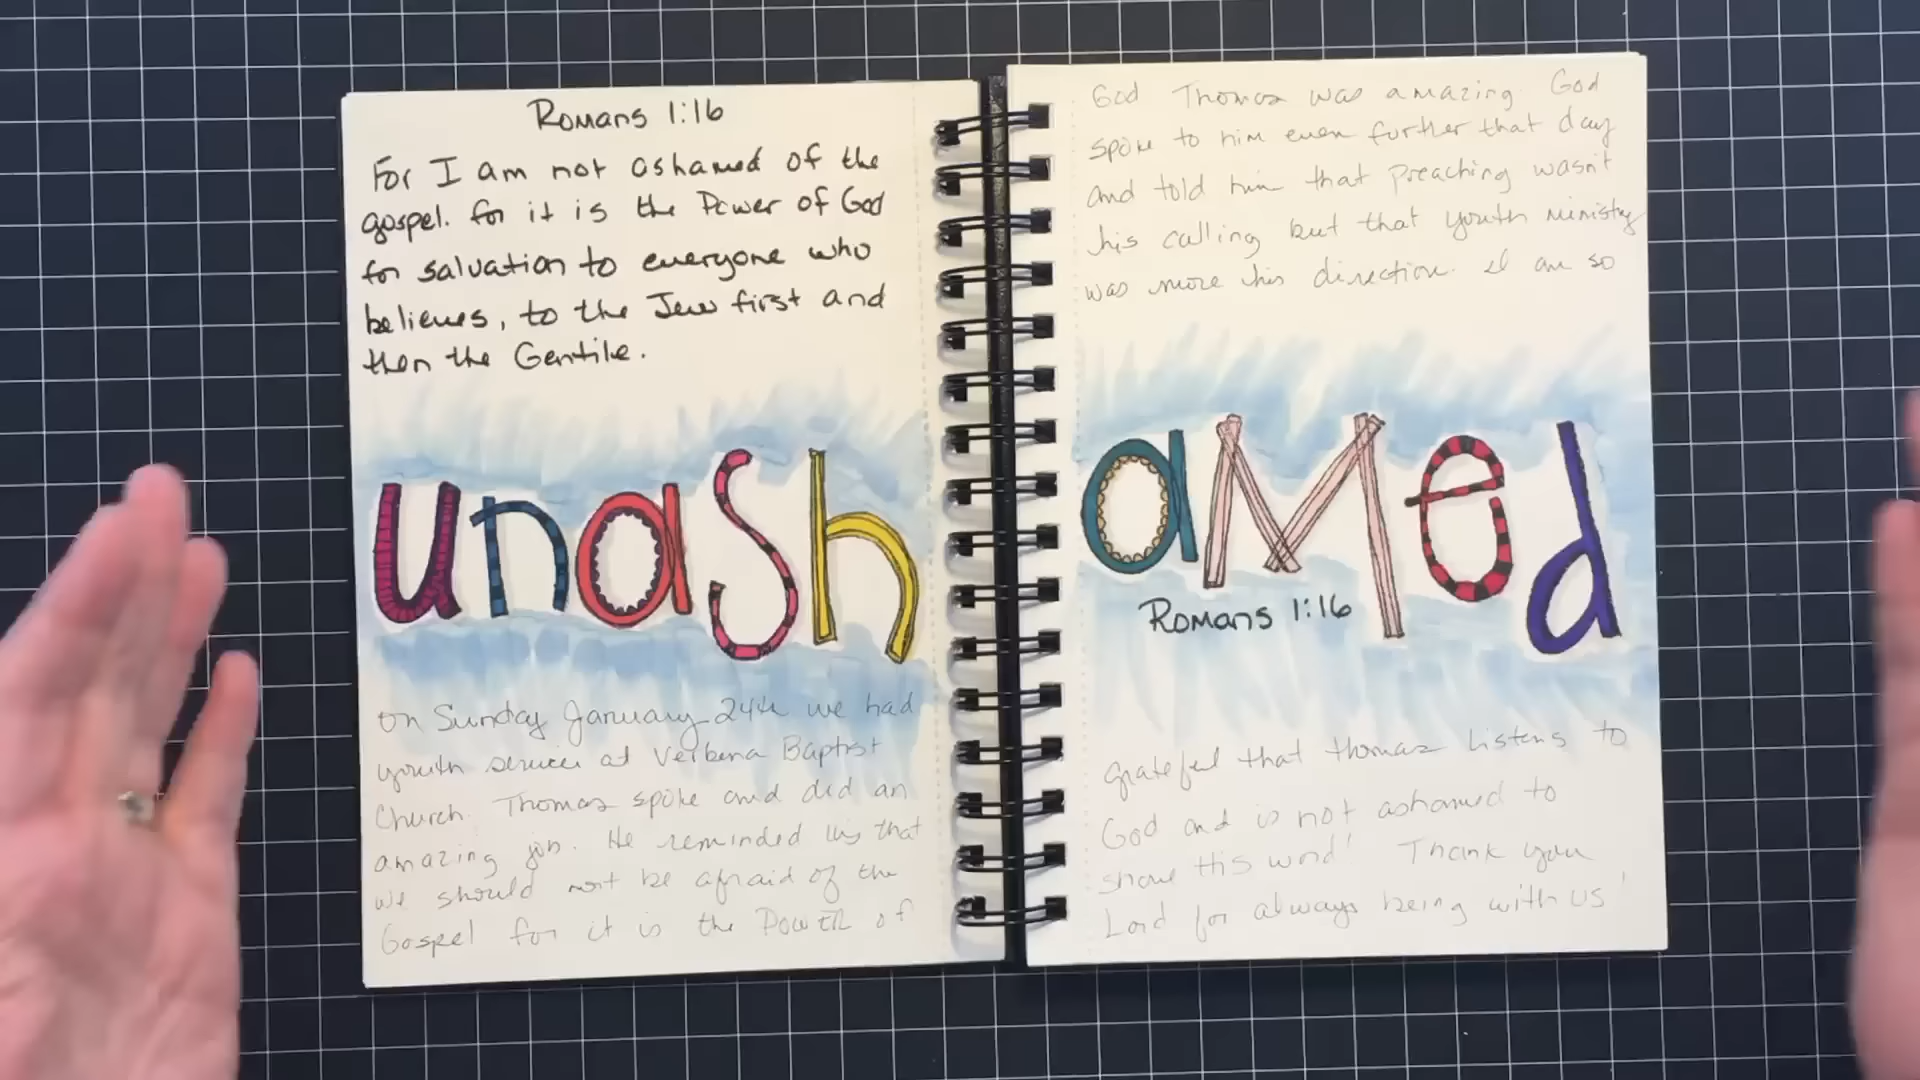 Romans 1:16
For I am not ashamed of the
gospel. for it is the Power of God
for salvation to everyone who
believes, to the Jew first and
then the Gentile.
unash
on Sunday January 24th we had
youth services at Verbena Baptist
Church. Thomas spoke and did an
amazing job. He reminded us that
we should not be afraid of the
Gospel for it is the Power of
God Thomas was amazing. God
spoke to him even further that day
and told him that preaching wasn't
his calling but that youth ministry
was more his direction. I am so
aMed
Romans 1:16
grateful that Thomas listens to
God and is not ashamed to
share this word! Thank you
Lord for always being with us!